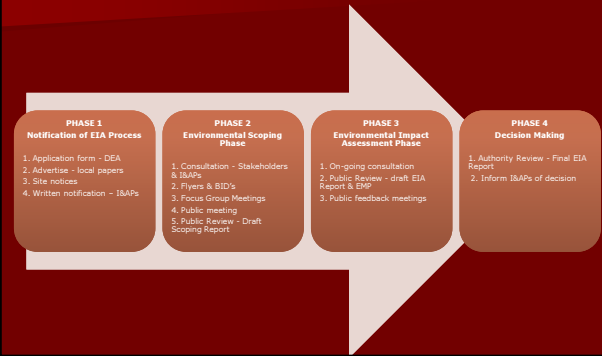 PHASE 1
Notification of EIA Process
1. Application form - DEA
2. Advertise - local papers
3. Site notices
4. Written notification – I&APs
PHASE 2
Environmental Scoping
Phase
1. Consultation - Stakeholders
& I&APs
2. Flyers & BID's
3. Focus Group Meetings
4. Public meeting
5. Public Review - Draft
Scoping Report
PHASE 3
Environmental Impact
Assessment Phase
1. On-going consultation
2. Public Review - draft EIA
Report & EMP
3. Public feedback meetings
PHASE 4
Decision Making
1. Authority Review - Final EIA
Report
2. Inform I&APs of decision